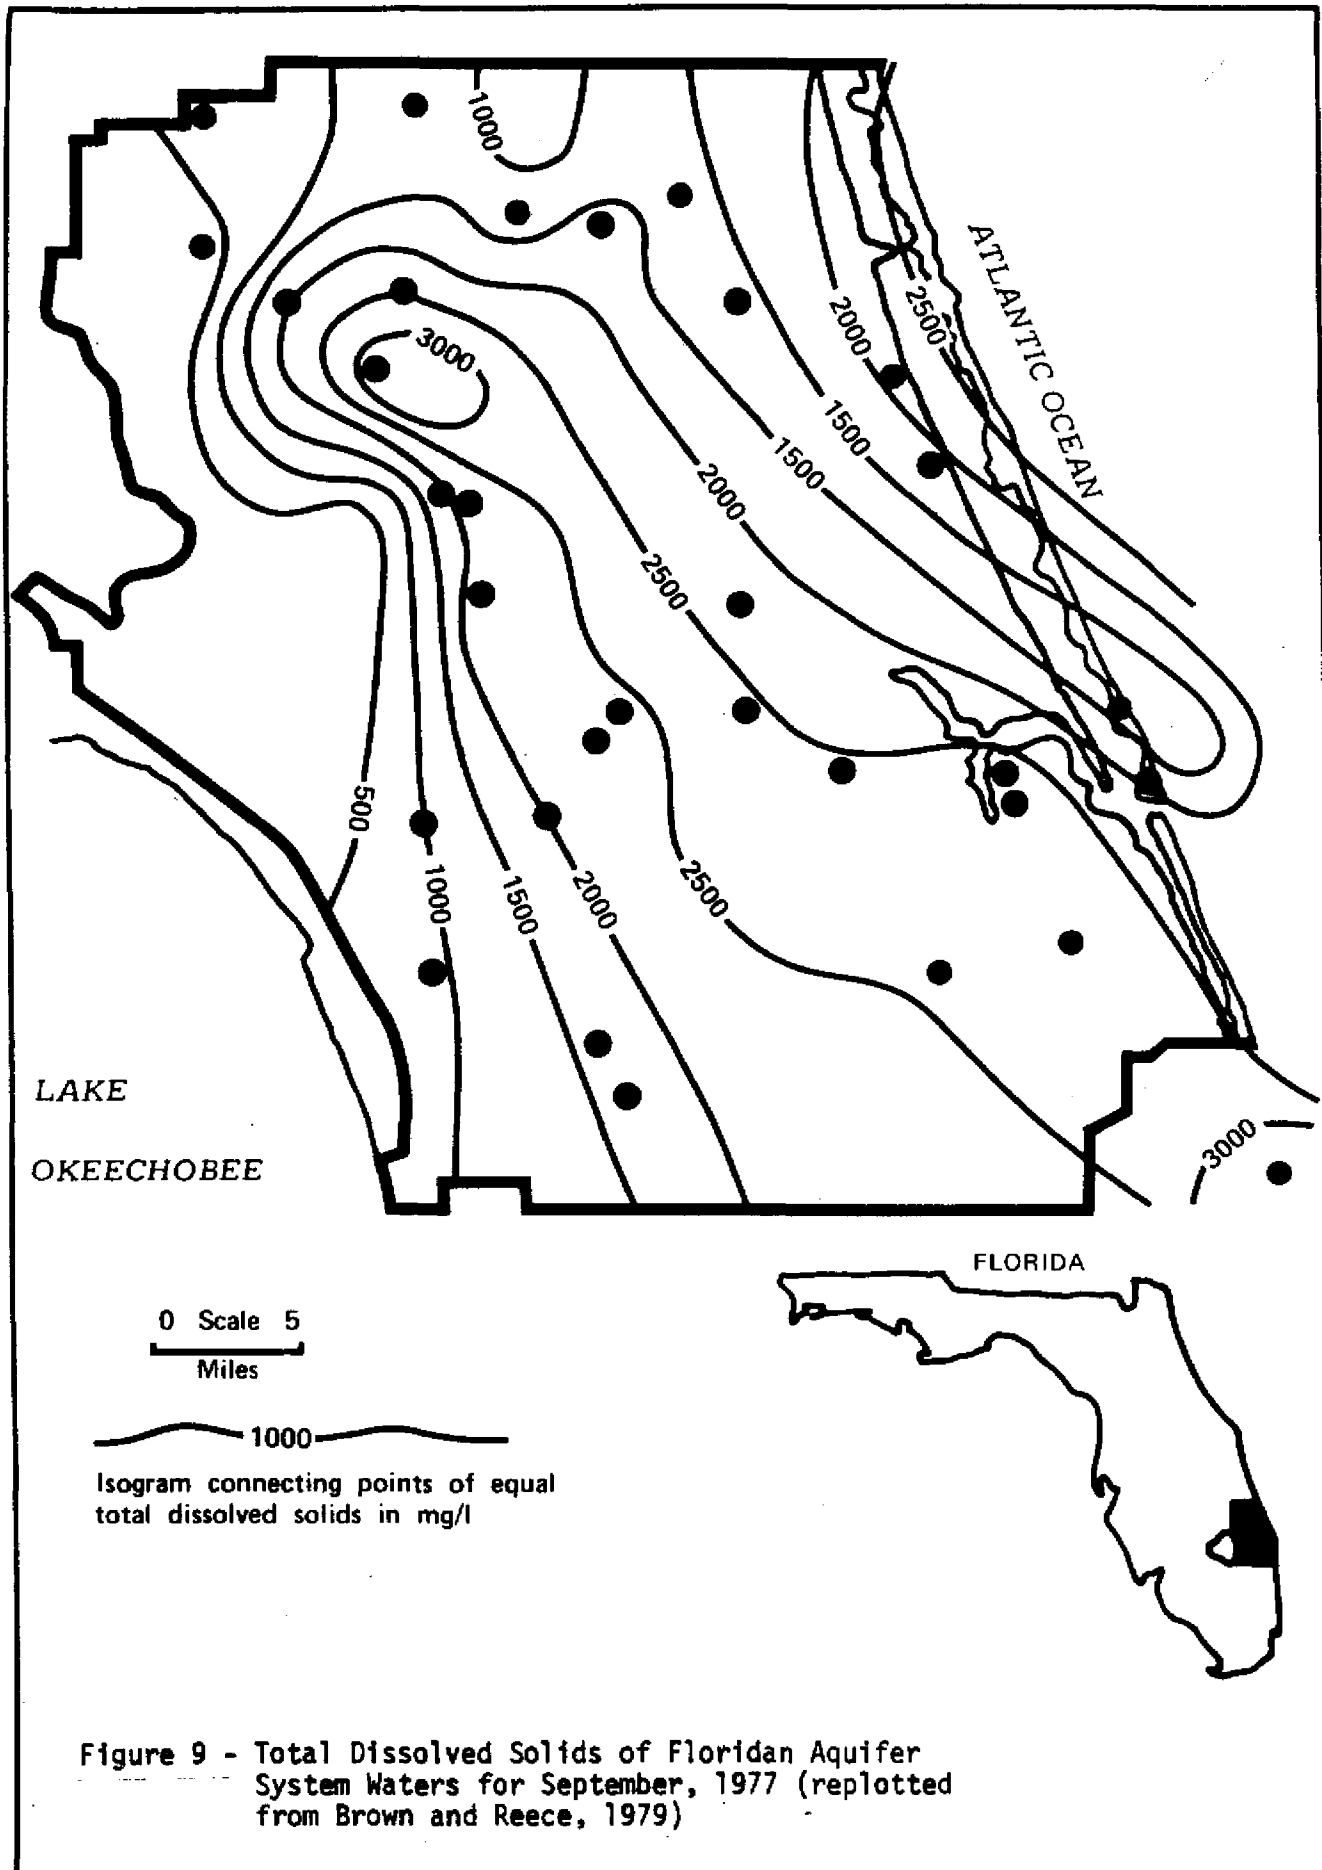 1000
ATLANTIC OCEAN
2500
2000
3000
1500
1500
2000
2500
500
1000
1500
2000
2500
LAKE
OKEECHOBEE
3000
FLORIDA
0 Scale 5
Miles
1000
Isogram connecting points of equal
total dissolved solids in mg/l
Figure 9 - Total Dissolved Solids of Floridan Aquifer
System Waters for September, 1977 (replotted
from Brown and Reece, 1979)